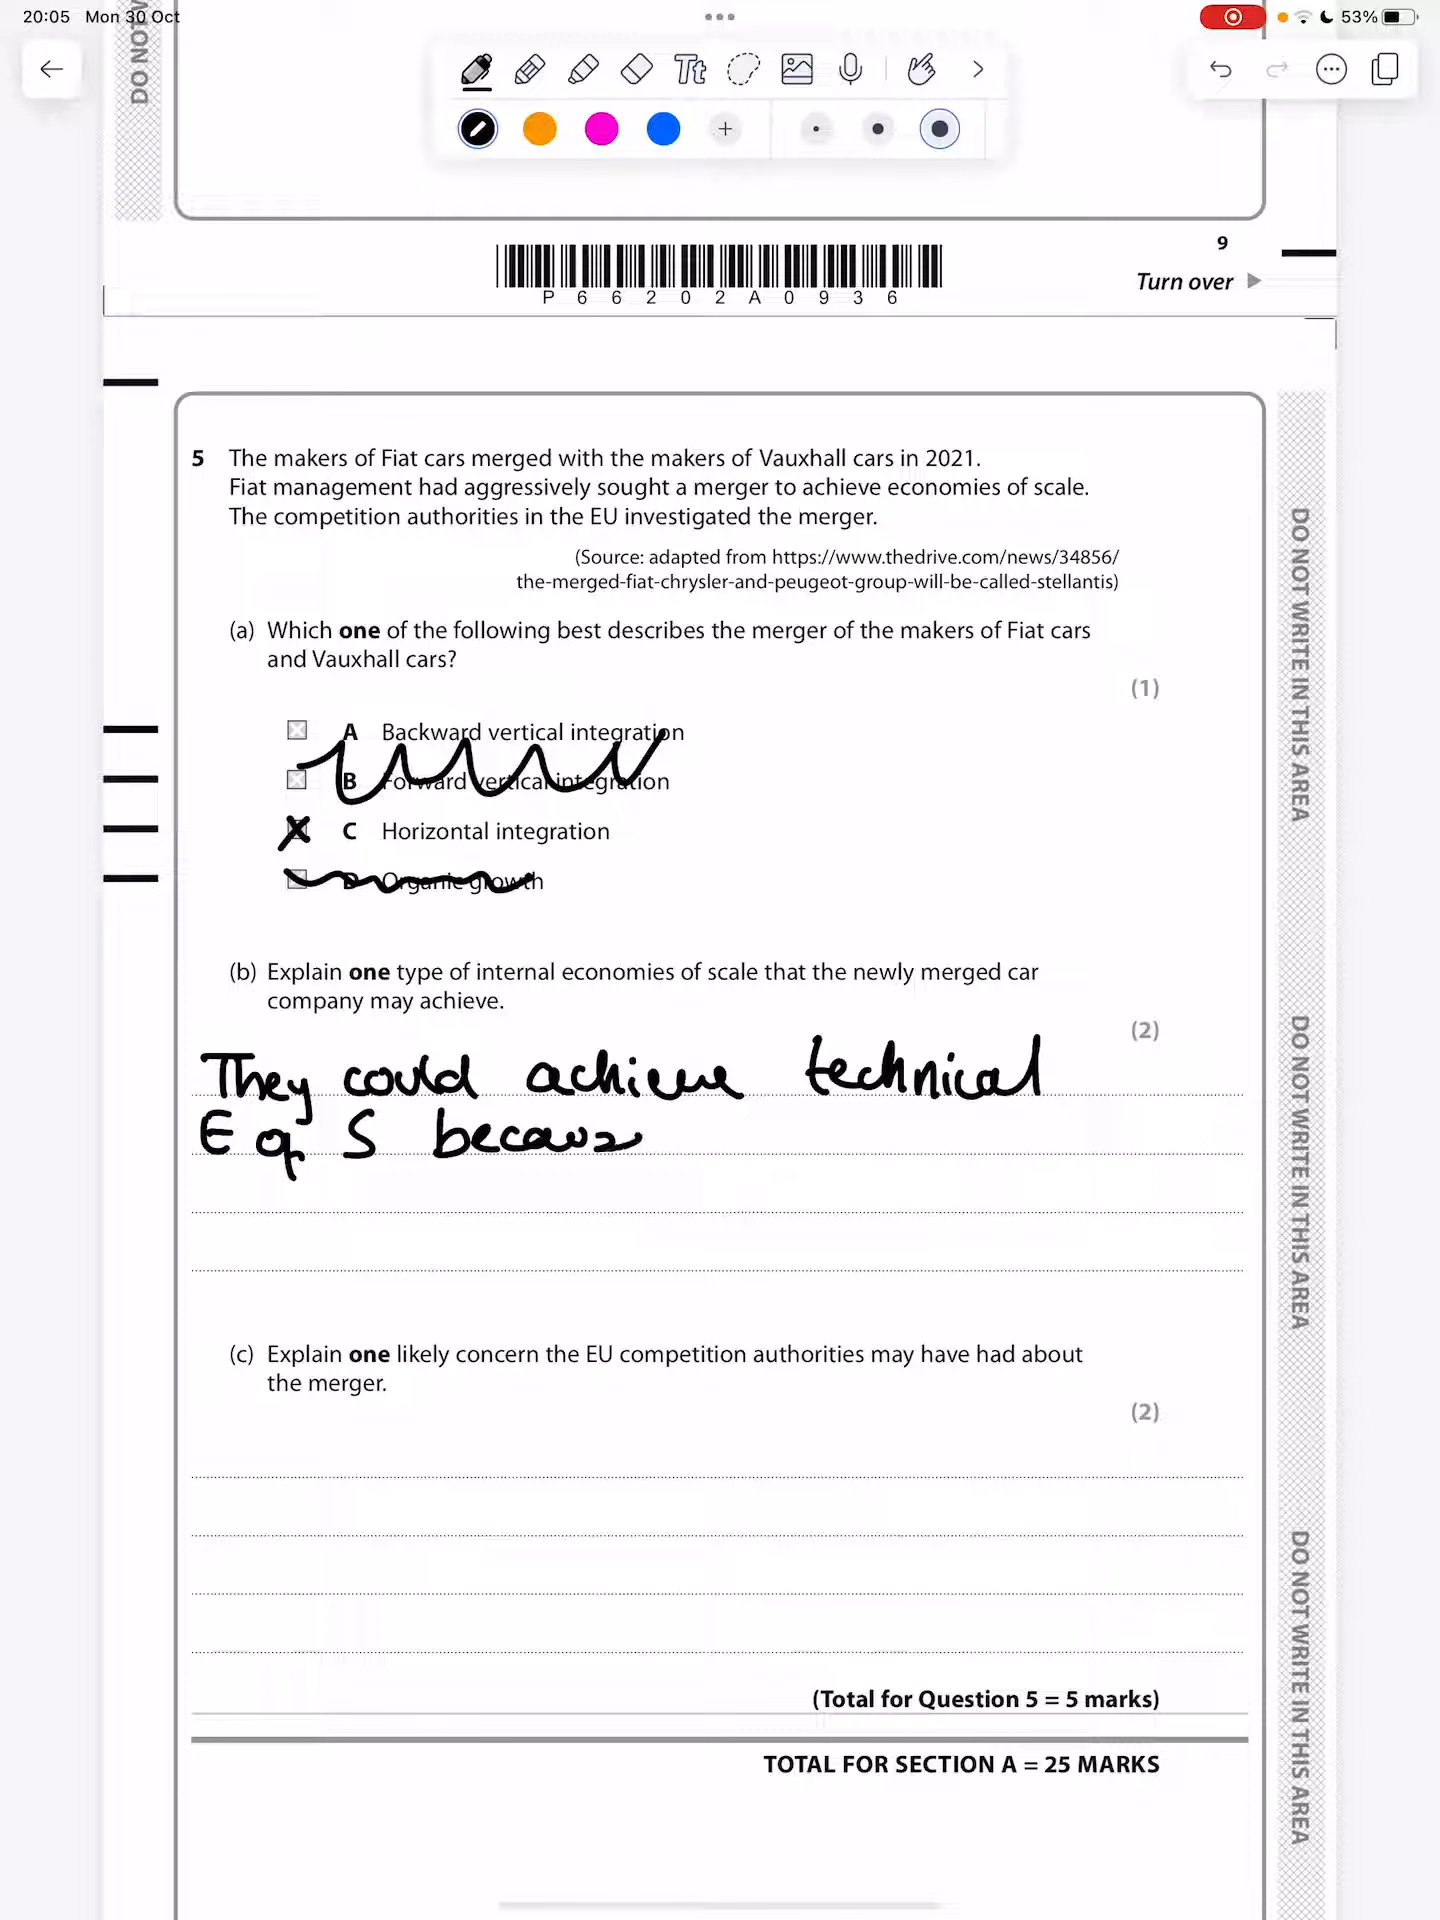 20:05 Mon 30 Oct
53%
Tt
9
P 6 6 2 0 2 A 0 9 3 6
Turn over
5 The makers of Fiat cars merged with the makers of Vauxhall cars in 2021.
Fiat management had aggressively sought a merger to achieve economies of scale.
The competition authorities in the EU investigated the merger.
(Source: adapted from https://www.thedrive.com/news/34856/
the-merged-fiat-chrysler-and-peugeot-group-will-be-called-stellantis)
(a) Which one of the following best describes the merger of the makers of Fiat cars
and Vauxhall cars?
(1)
A Backward vertical integration
B Forward vertical integration
C Horizontal integration
D Organic growth
(b) Explain one type of internal economies of scale that the newly merged car
company may achieve.
(2)
They could achieve technical
E of S because
(c) Explain one likely concern the EU competition authorities may have had about
the merger.
(2)
(Total for Question 5 = 5 marks)
TOTAL FOR SECTION A = 25 MARKS
DO NOT WRITE IN THIS AREA
DO NOT WRITE IN THIS AREA
DO NOT WRITE IN THIS AREA
DO NOT